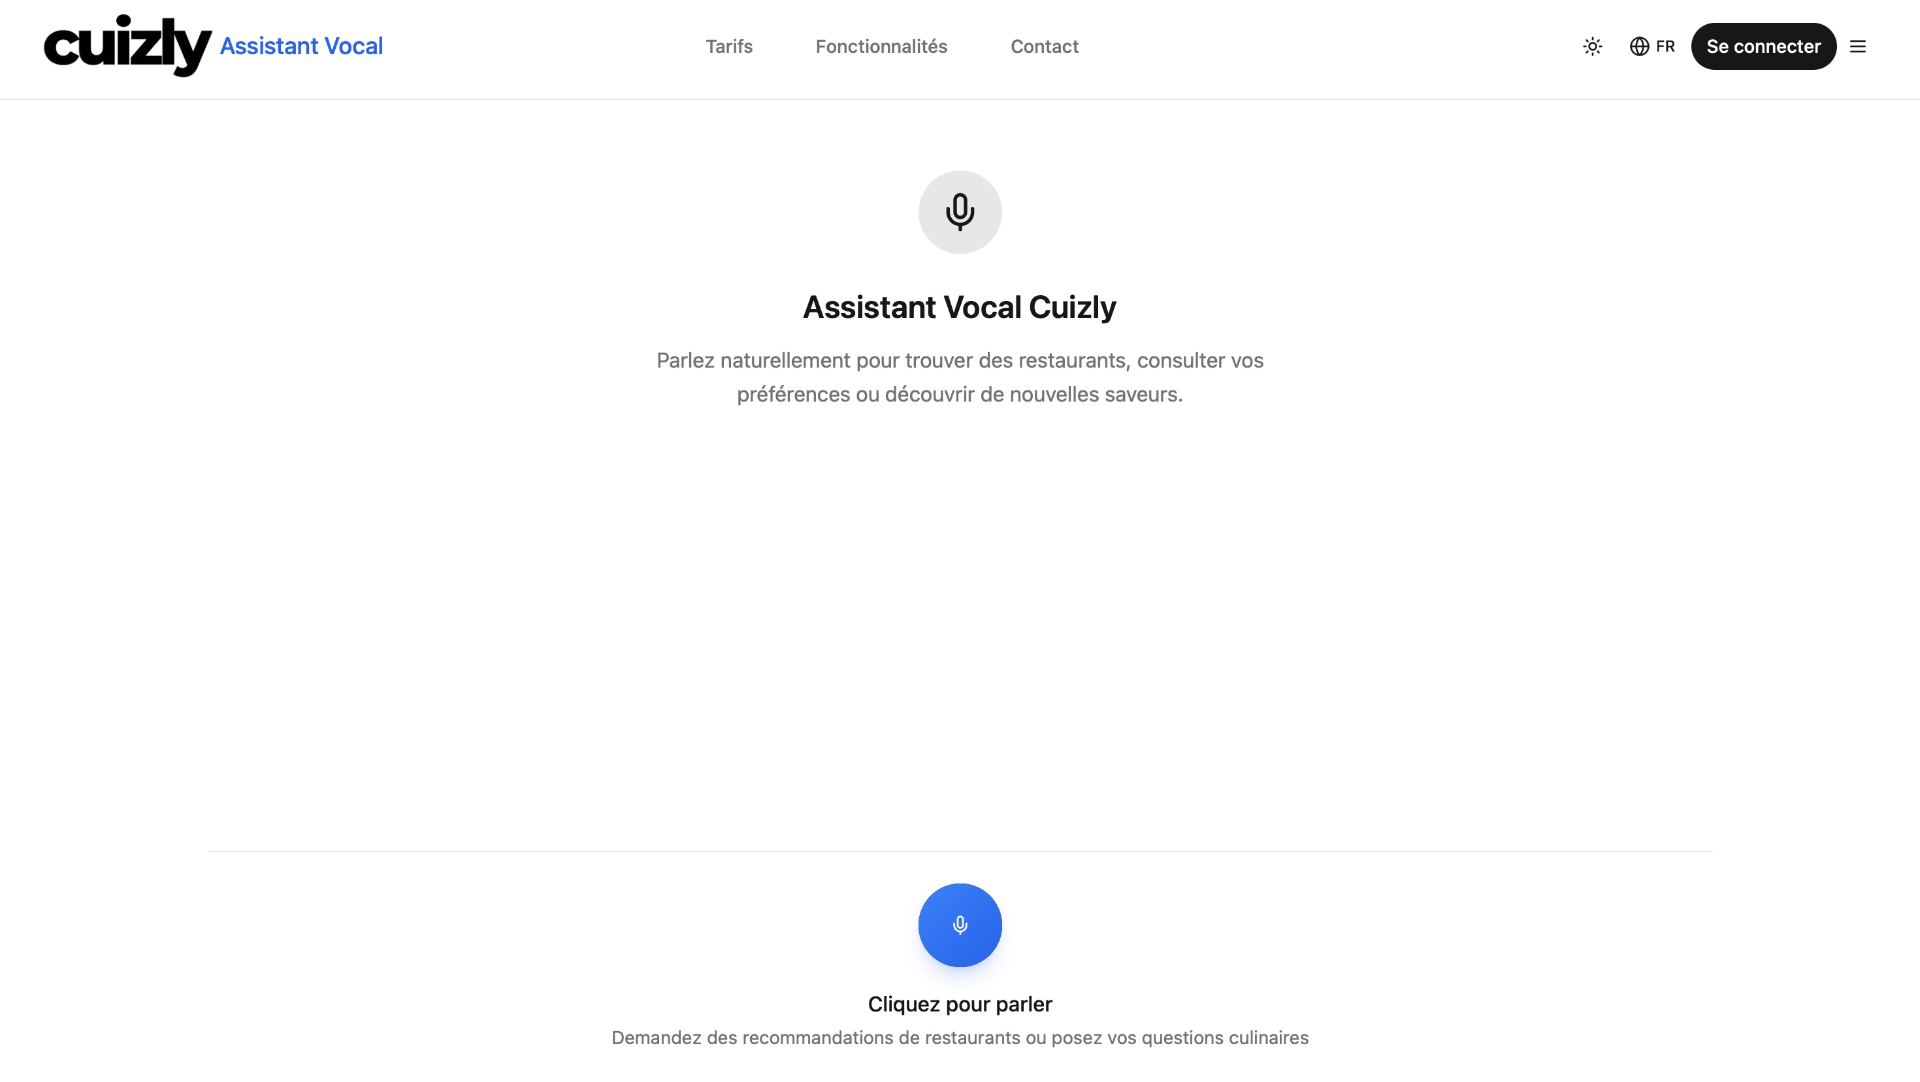 cuizly Assistant Vocal
Tarifs
Fonctionnalités
Contact
FR
Se connecter
Assistant Vocal Cuizly
Parlez naturellement pour trouver des restaurants, consulter vos
préférences ou découvrir de nouvelles saveurs.
Cliquez pour parler
Demandez des recommandations de restaurants ou posez vos questions culinaires